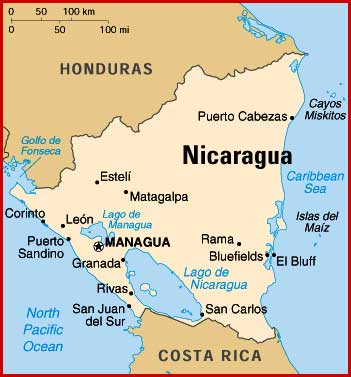 0 50 100 km
0 50 100 mi
HONDURAS
Puerto Cabezas
Cayos
Miskitos
Golfo de
Fonseca
Nicaragua
Estelí
Matagalpa
Caribbean
Sea
Corinto
León
Lago de
Managua
Islas del
Maíz
Puerto
Sandino
MANAGUA
Rama
Granada
Bluefields
El Bluff
Lago de
Nicaragua
Rivas
San Juan
del Sur
San Carlos
North
Pacific
Ocean
COSTA RICA